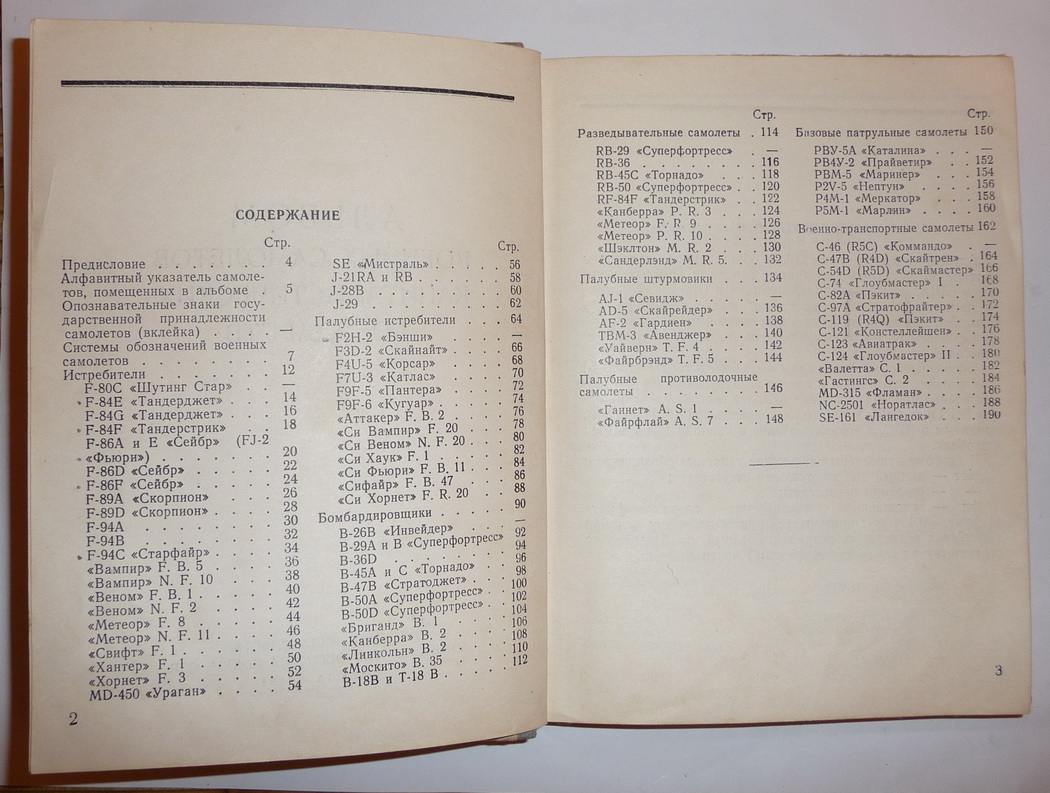 СОДЕРЖАНИЕ
Стр.
Предисловие . . . . . . . 4
Алфавитный указатель самоле-
тов, помещенных в альбоме . 5
Опознавательные знаки госу-
дарственной принадлежности
самолетов (вклейка) . . . . —
Системы обозначений военных
самолетов . . . . . . . . 7
Истребители . . . . . . . 12
F-80C «Шутинг Стар» . . —
F-84E «Тандерджет» . . . 14
F-84G «Тандерджет» . . . 16
F-84F «Тандерстрик» . . . 18
F-86A и E «Сейбр» (FJ-2
«Фьюри») . . . . . . . 20
F-86D «Сейбр» . . . . . 22
F-86F «Сейбр» . . . . . 24
F-89A «Скорпион» . . . 26
F-89D «Скорпион» . . . . 28
F-94A . . . . . . . . 30
F-94B . . . . . . . . 32
F-94C «Старфайр» . . . . 34
«Вампир» F. B. 5 . . . . 36
«Вампир» N. F. 10 . . . . 38
«Веном» F. B. 1 . . . . . 40
«Веном» N. F. 2 . . . . 42
«Метеор» F. 8 . . . . . 44
«Метеор» N. F. 11 . . . . 46
«Свифт» F. 1 . . . . . . 48
«Хантер» F. 1 . . . . . 50
«Хорнет» F. 3 . . . . . 52
MD-450 «Ураган» . . . . 54
2
Стр.
SE «Мистраль» . . . . . 56
J-21RA и RB . . . . . . 58
J-28B . . . . . . . . 60
J-29 . . . . . . . . 62
Палубные истребители . . . 64
F2H-2 «Бэнши» . . . . —
F3D-2 «Скайнайт» . . . . 66
F4U-5 «Корсар» . . . . 68
F7U-3 «Катлас» . . . . 70
F9F-5 «Пантера» . . . . 72
F9F-6 «Кугуар» . . . . . 74
«Аттакер» F. B. 2 . . . . 76
«Си Вампир» F. 20 . . . . 78
«Си Веном» N. F. 20 . . . 80
«Си Хаук» F. 1 . . . . . 82
«Си Фьюри» F. B. 11 . . . 84
«Сифайр» F. B. 47 . . . . 86
«Си Хорнет» F. R. 20 . . . 88
Бомбардировщики . . . . . 90
B-26B «Инвейдер» . . . . —
B-29A и B «Суперфортресс» 92
B-36D . . . . . . . . 94
B-45A и C «Торнадо» . . . 96
B-47B «Стратоджет» . . . 98
B-50A «Суперфортресс» . . 100
B-50D «Суперфортресс» . . 102
«Бриганд» B. 1 . . . . . 104
«Канберра» B. 2 . . . . 106
«Линкольн» B. 2 . . . . 108
«Москито» B. 35 . . . . 110
B-18B и T-18 B . . . . . 112
Стр.
Разведывательные самолеты . 114
RB-29 «Суперфортресс» . . —
RB-36 . . . . . . . . 116
RB-45C «Торнадо» . . . . 118
RB-50 «Суперфортресс» . . 120
RF-84F «Тандерстрик» . . . 122
«Канберра» P. R. 3 . . . . 124
«Метеор» F. R. 9 . . . . 126
«Метеор» P. R. 10 . . . . 128
«Шэклтон» M. R. 2 . . . . 130
«Сандерлэнд» M. R. 5. . . 132
Палубные штурмовики . . . . 134
AJ-1 «Севидж» . . . . . —
AD-5 «Скайрейдер» . . . . 136
AF-2 «Гардиен» . . . . . 138
TBM-3 «Авенджер» . . . . 140
«Уайверн» T. F. 4 . . . . 142
«Файрбрэнд» T. F. 5 . . . 144
Палубные противолодочные
самолеты . . . . . . . . 146
«Ганнет» A. S. 1 . . . . —
«Файрфлай» A. S. 7 . . . 148
Стр.
Базовые патрульные самолеты 150
PBУ-5A «Каталина» . . . —
PB4У-2 «Прайветир» . . . 152
PBM-5 «Маринер» . . . . 154
P2V-5 «Нептун» . . . . 156
P4M-1 «Меркатор» . . . . 158
P5M-1 «Марлин» . . . . 160
Военно-транспортные самолеты 162
C-46 (R5C) «Коммандо» . . —
C-47B (R4D) «Скайтрен» . . 164
C-54D (R5D) «Скаймастер» 166
C-74 «Глоубмастер» I . . . 168
C-82A «Пэкит» . . . . . 170
C-97A «Стратофрайтер» . . 172
C-119 (R4Q) «Пэкит» . . . 174
C-121 «Констеллейшен» . . 176
C-123 «Авиатрак» . . . . 178
C-124 «Глоубмастер» II . . 180
«Валетта» C. 1 . . . . . 182
«Гастингс» C. 2 . . . . 184
MD-315 «Фламан» . . . . 186
NC-2501 «Норатлас» . . . 188
SE-161 «Лангедок» . . . . 190
3